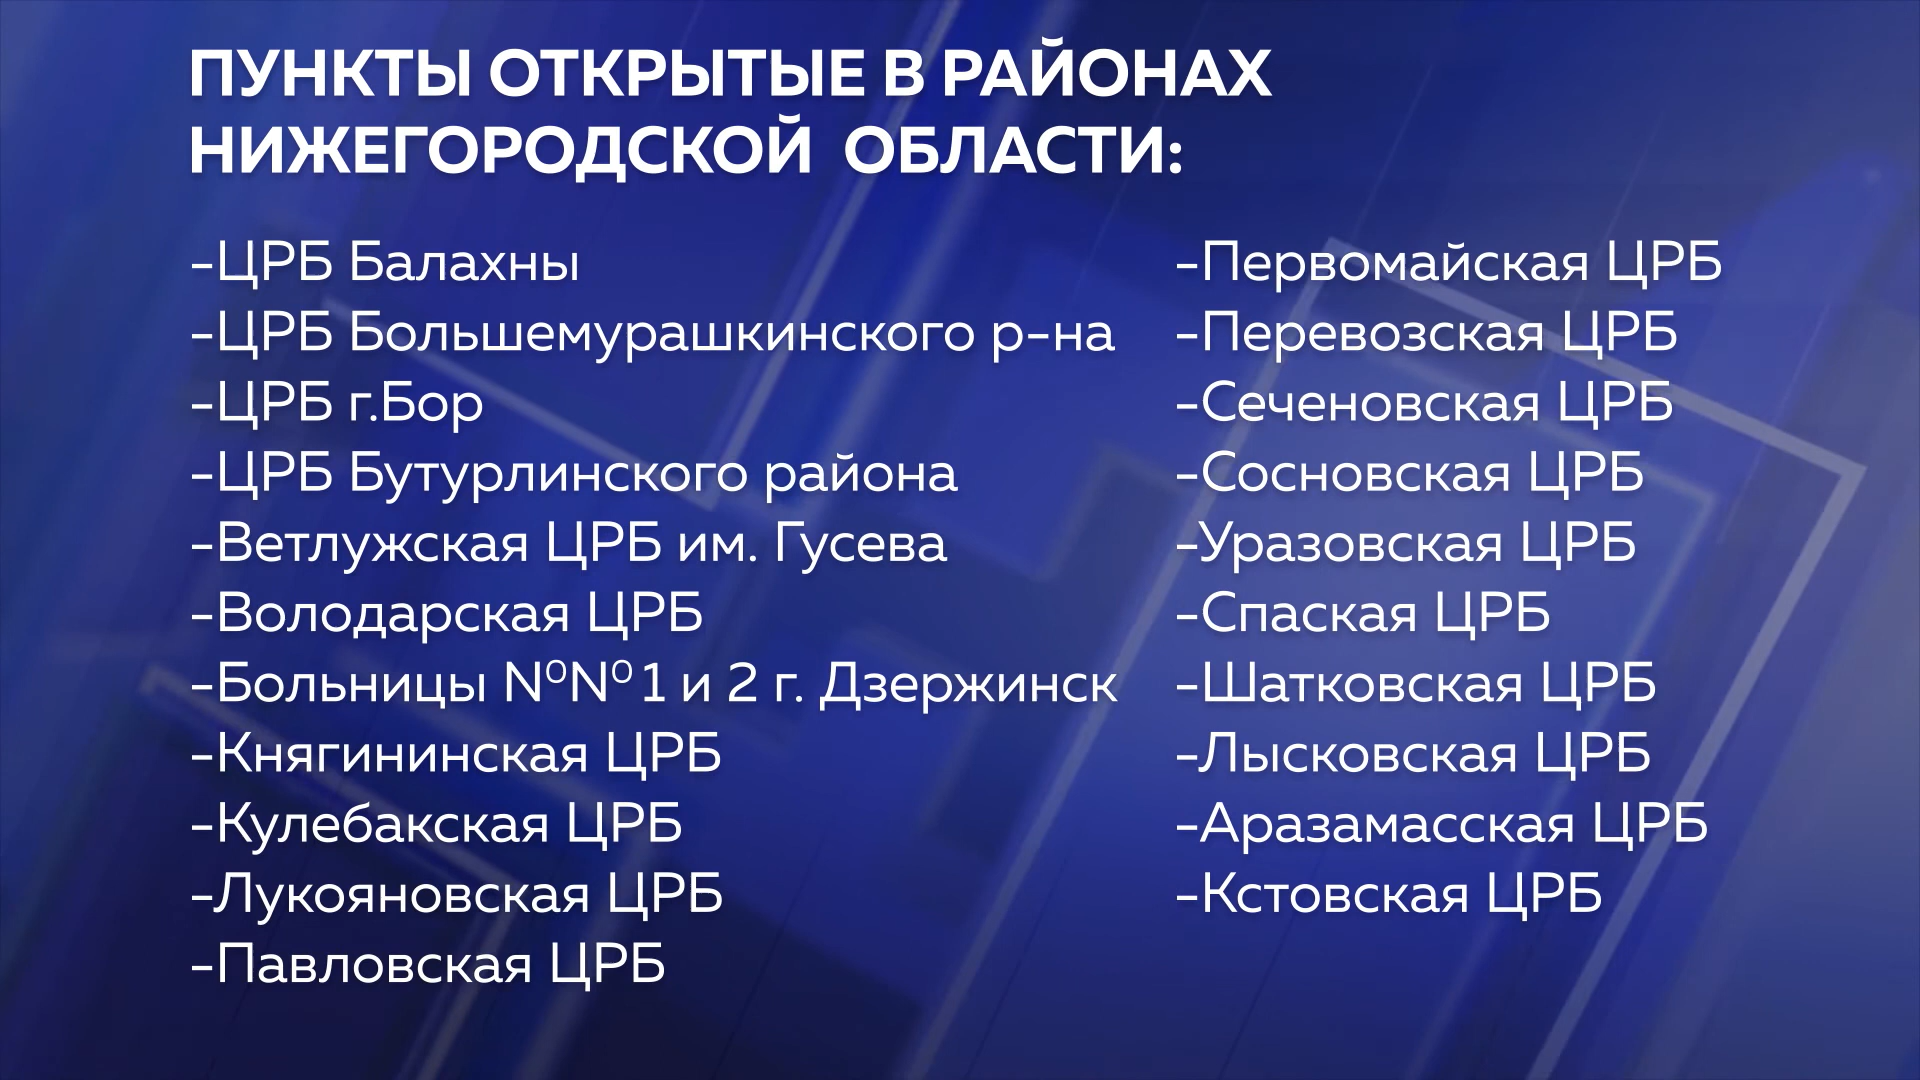 ПУНКТЫ ОТКРЫТЫЕ В РАЙОНАХ
НИЖЕГОРОДСКОЙ ОБЛАСТИ:
-ЦРБ Балахны
-ЦРБ Большемурашкинского р-на
-ЦРБ г.Бор
-ЦРБ Бутурлинского района
-Ветлужская ЦРБ им. Гусева
-Володарская ЦРБ
-Больницы NºNº1 и 2 г. Дзержинск
-Княгининская ЦРБ
-Кулебакская ЦРБ
-Лукояновская ЦРБ
-Павловская ЦРБ
-Первомайская ЦРБ
-Перевозская ЦРБ
-Сеченовская ЦРБ
-Сосновская ЦРБ
-Уразовская ЦРБ
-Спаская ЦРБ
-Шатковская ЦРБ
-Лысковская ЦРБ
-Аразамасская ЦРБ
-Кстовская ЦРБ